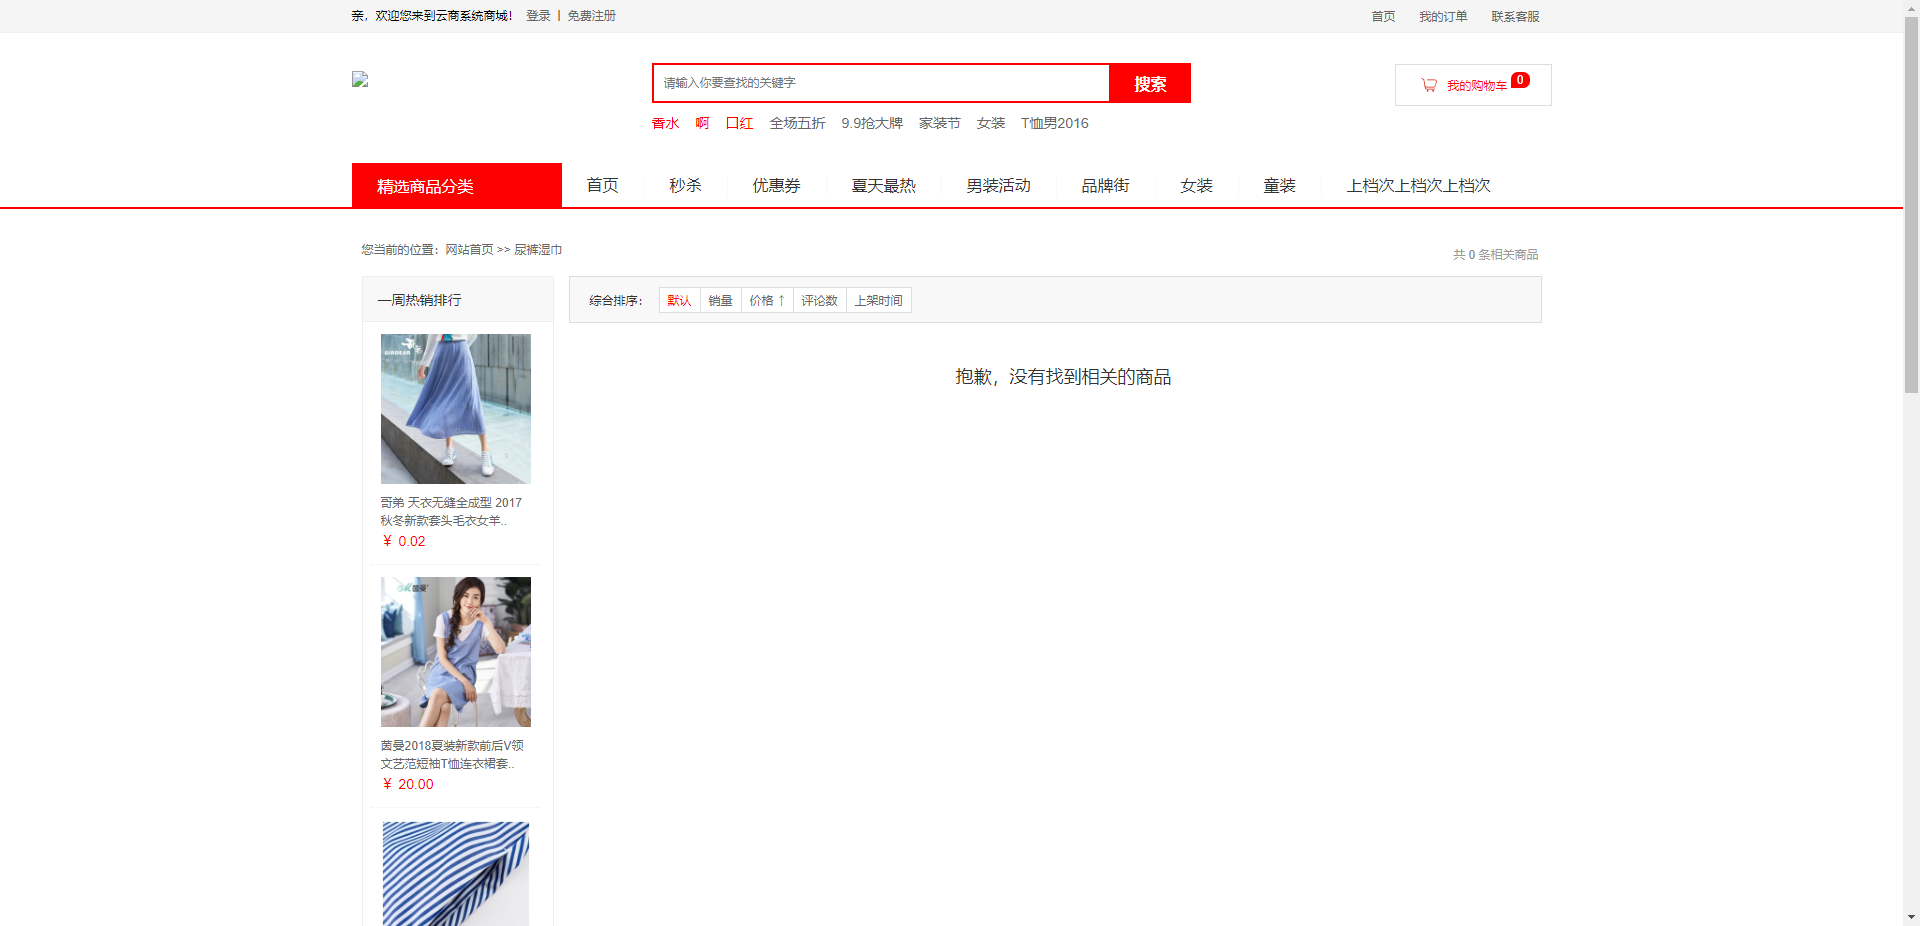 亲，欢迎您来到云商系统商城！ 登录 | 免费注册 首页 我的订单 联系客服
请输入你要查找的关键字 搜索 我的购物车 0
香水 啊 口红 全场五折 9.9抢大牌 家装节 女装 T恤男2016
精选商品分类 首页 秒杀 优惠券 夏天最热 男装活动 品牌街 女装 童装 上档次上档次上档次
您当前的位置：网站首页 >> 尿裤湿巾 共 0 条相关商品
一周热销排行
综合排序： 默认 销量 价格 ↑ 评论数 上架时间
抱歉，没有找到相关的商品
GIRDEAR
哥弟 天衣无缝全成型 2017
秋冬新款套头毛衣女羊..
¥ 0.02
茵曼
茵曼2018夏装新款前后V领
文艺范短袖T恤连衣裙套..
¥ 20.00